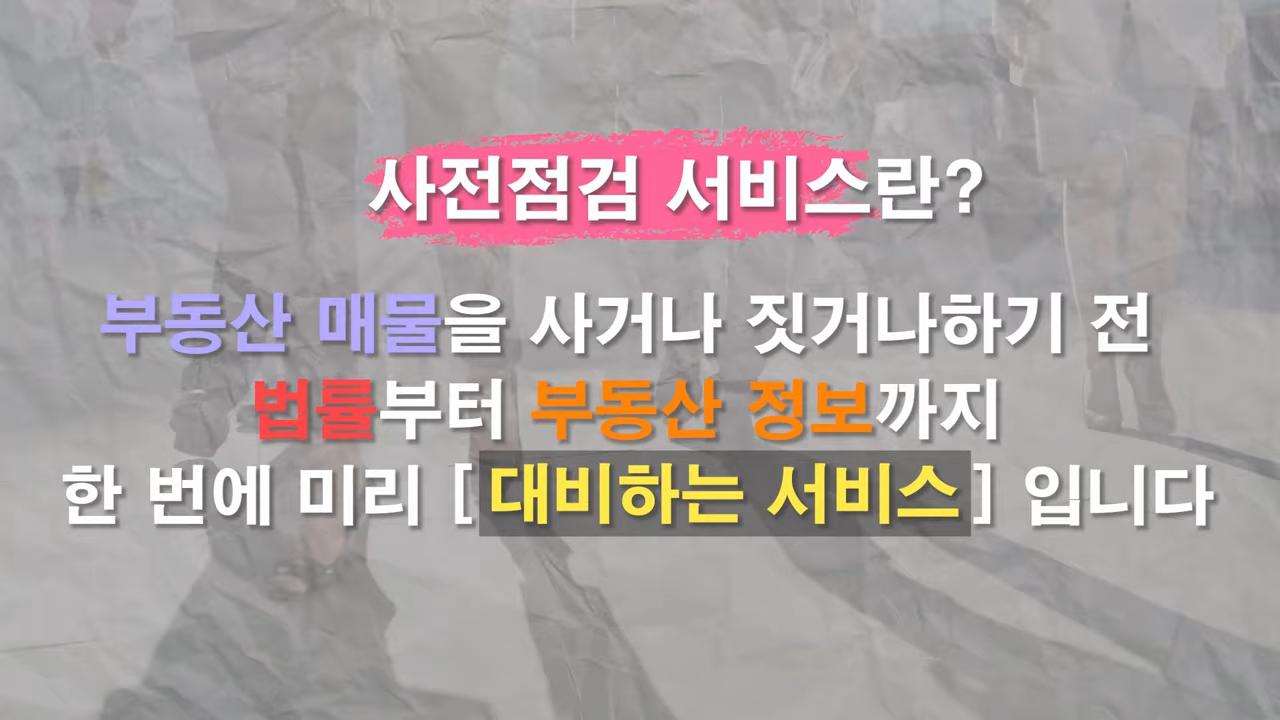 사전점검 서비스란?
부동산 매물을 사거나 짓거나하기 전
법률부터 부동산 정보까지
한 번에 미리 [대비하는 서비스] 입니다